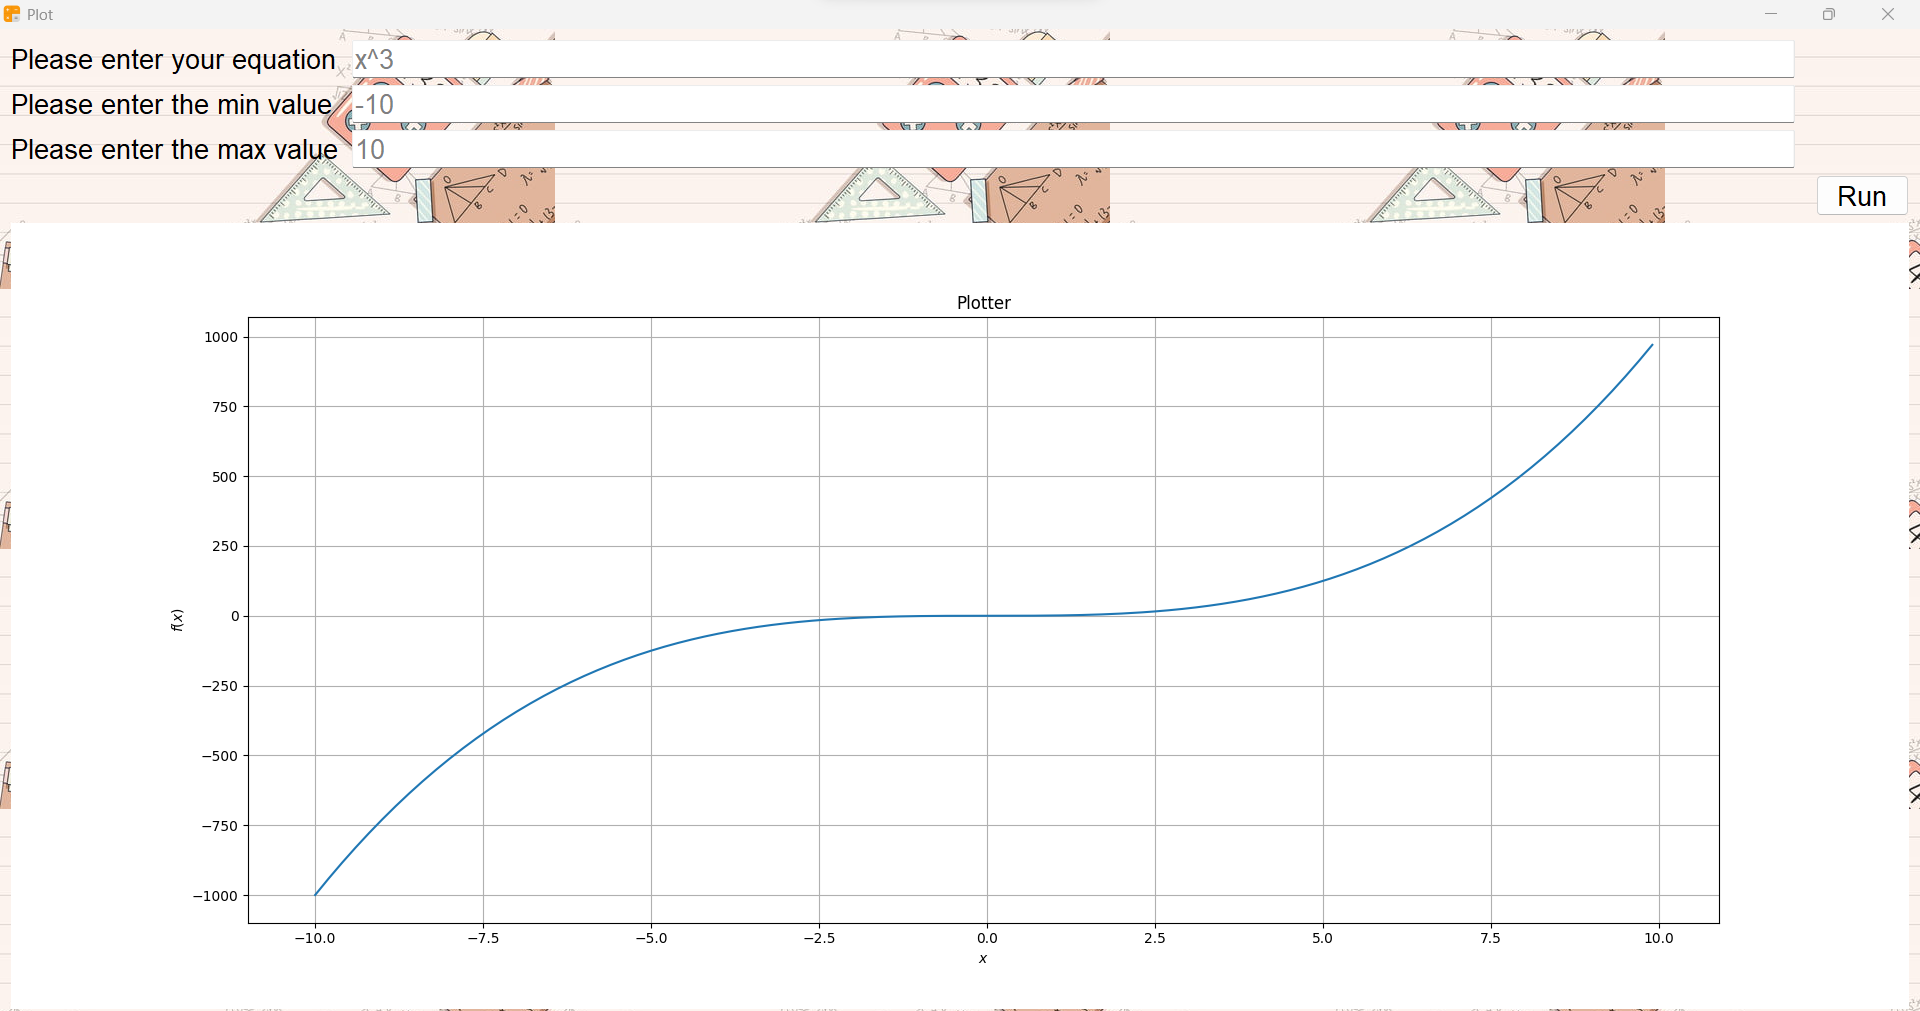 Plot
Please enter your equation x^3
Please enter the min value -10
Please enter the max value 10
Run
Plotter
1000
750
500
250
0
−250
−500
−750
−1000
f(x)
−10.0 −7.5 −5.0 −2.5 0.0 2.5 5.0 7.5 10.0
x